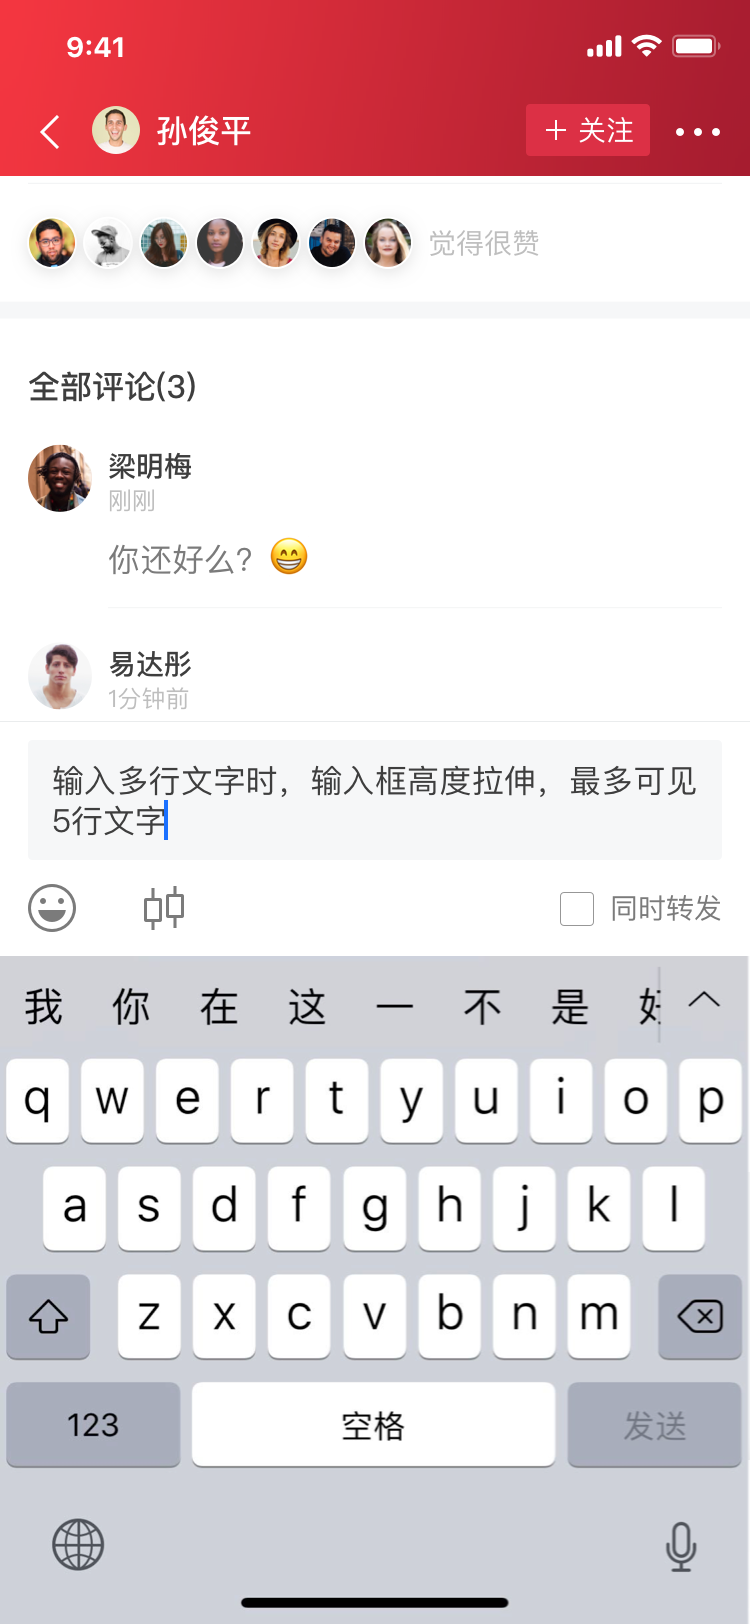 9:41
孙俊平
+ 关注
觉得很赞
全部评论(3)
梁明梅
刚刚
你还好么? 😁
易达彤
1分钟前
输入多行文字时，输入框高度拉伸，最多可见
5行文字
同时转发
我 你 在 这 一 不 是 好
q w e r t y u i o p
a s d f g h j k l
z x c v b n m
123 空格 发送